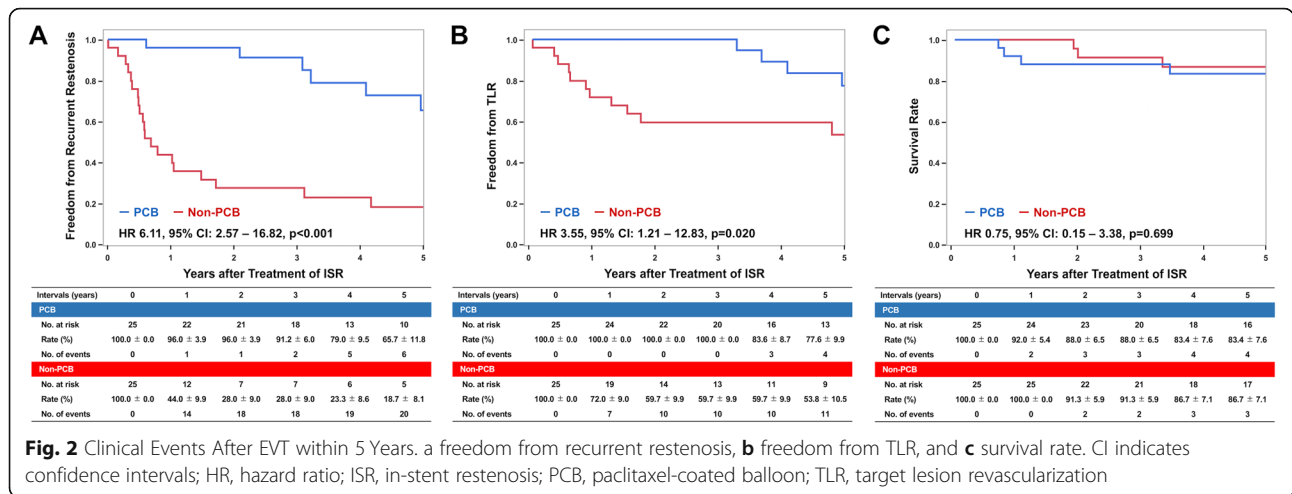 A
Freedom from Recurrent Restenosis
1.0
0.8
0.6
0.4
0.2
0.0
PCB Non-PCB
HR 6.11, 95% CI: 2.57 – 16.82, p<0.001
0 1 2 3 4 5
Years after Treatment of ISR
Intervals (years) 0 1 2 3 4 5
PCB
No. at risk 25 22 21 18 13 10
Rate (%) 100.0 ± 0.0 96.0 ± 3.9 96.0 ± 3.9 91.2 ± 6.0 79.0 ± 9.5 65.7 ± 11.8
No. of events 0 1 1 2 5 6
Non-PCB
No. at risk 25 12 7 7 6 5
Rate (%) 100.0 ± 0.0 44.0 ± 9.9 28.0 ± 9.0 28.0 ± 9.0 23.3 ± 8.6 18.7 ± 8.1
No. of events 0 14 18 18 19 20
B
Freedom from TLR
1.0
0.8
0.6
0.4
0.2
0.0
PCB Non-PCB
HR 3.55, 95% CI: 1.21 – 12.83, p=0.020
0 1 2 3 4 5
Years after Treatment of ISR
Intervals (years) 0 1 2 3 4 5
PCB
No. at risk 25 24 22 20 16 13
Rate (%) 100.0 ± 0.0 100.0 ± 0.0 100.0 ± 0.0 100.0 ± 0.0 83.6 ± 8.7 77.6 ± 9.9
No. of events 0 0 0 0 3 4
Non-PCB
No. at risk 25 19 14 13 11 9
Rate (%) 100.0 ± 0.0 72.0 ± 9.0 59.7 ± 9.9 59.7 ± 9.9 59.7 ± 9.9 53.8 ± 10.5
No. of events 0 7 10 10 10 11
C
Survival Rate
1.0
0.8
0.6
0.4
0.2
0.0
PCB Non-PCB
HR 0.75, 95% CI: 0.15 – 3.38, p=0.699
0 1 2 3 4 5
Years after Treatment of ISR
Intervals (years) 0 1 2 3 4 5
PCB
No. at risk 25 24 23 20 18 16
Rate (%) 100.0 ± 0.0 92.0 ± 5.4 88.0 ± 6.5 88.0 ± 6.5 83.4 ± 7.6 83.4 ± 7.6
No. of events 0 2 3 3 4 4
Non-PCB
No. at risk 25 25 22 21 18 17
Rate (%) 100.0 ± 0.0 100.0 ± 0.0 91.3 ± 5.9 91.3 ± 5.9 86.7 ± 7.1 86.7 ± 7.1
No. of events 0 0 2 2 3 3
Fig. 2 Clinical Events After EVT within 5 Years. a freedom from recurrent restenosis, b freedom from TLR, and c survival rate. CI indicates
confidence intervals; HR, hazard ratio; ISR, in-stent restenosis; PCB, paclitaxel-coated balloon; TLR, target lesion revascularization